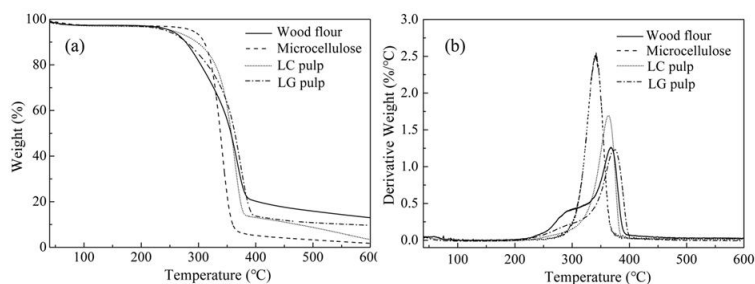 (a)
Wood flour
Microcellulose
LC pulp
LG pulp
Weight (%)
100
80
60
40
20
0
100 200 300 400 500 600
Temperature (℃)
(b)
Wood flour
Microcellulose
LC pulp
LG pulp
Derivative Weight (%/℃)
3.0
2.5
2.0
1.5
1.0
0.5
0.0
100 200 300 400 500 600
Temperature (℃)